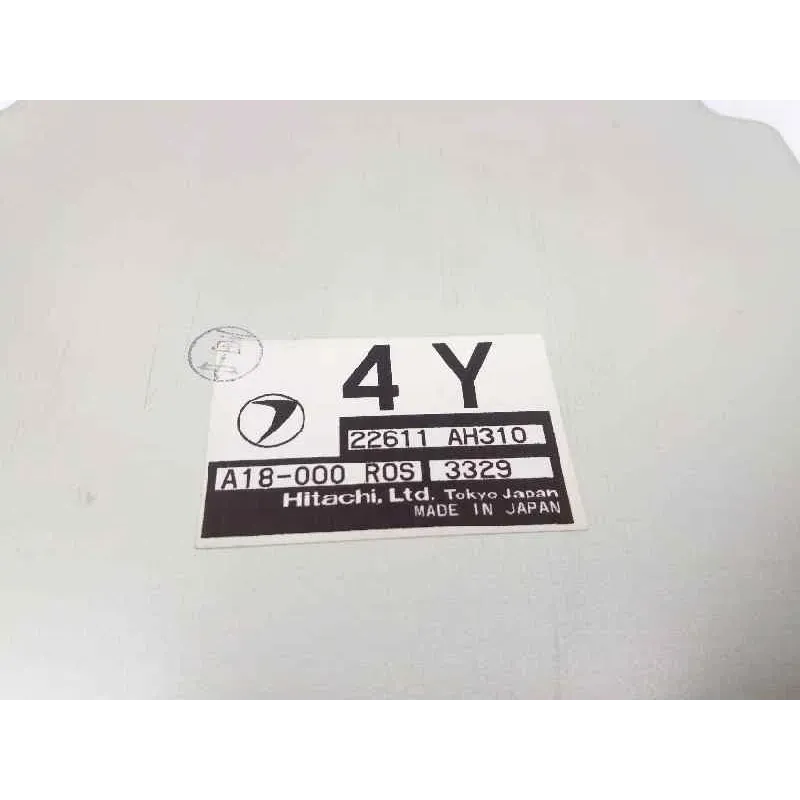 4 Y
22611 AH310
A18-000 R0S 3329
Hitachi, Ltd. Tokyo Japan
MADE IN JAPAN